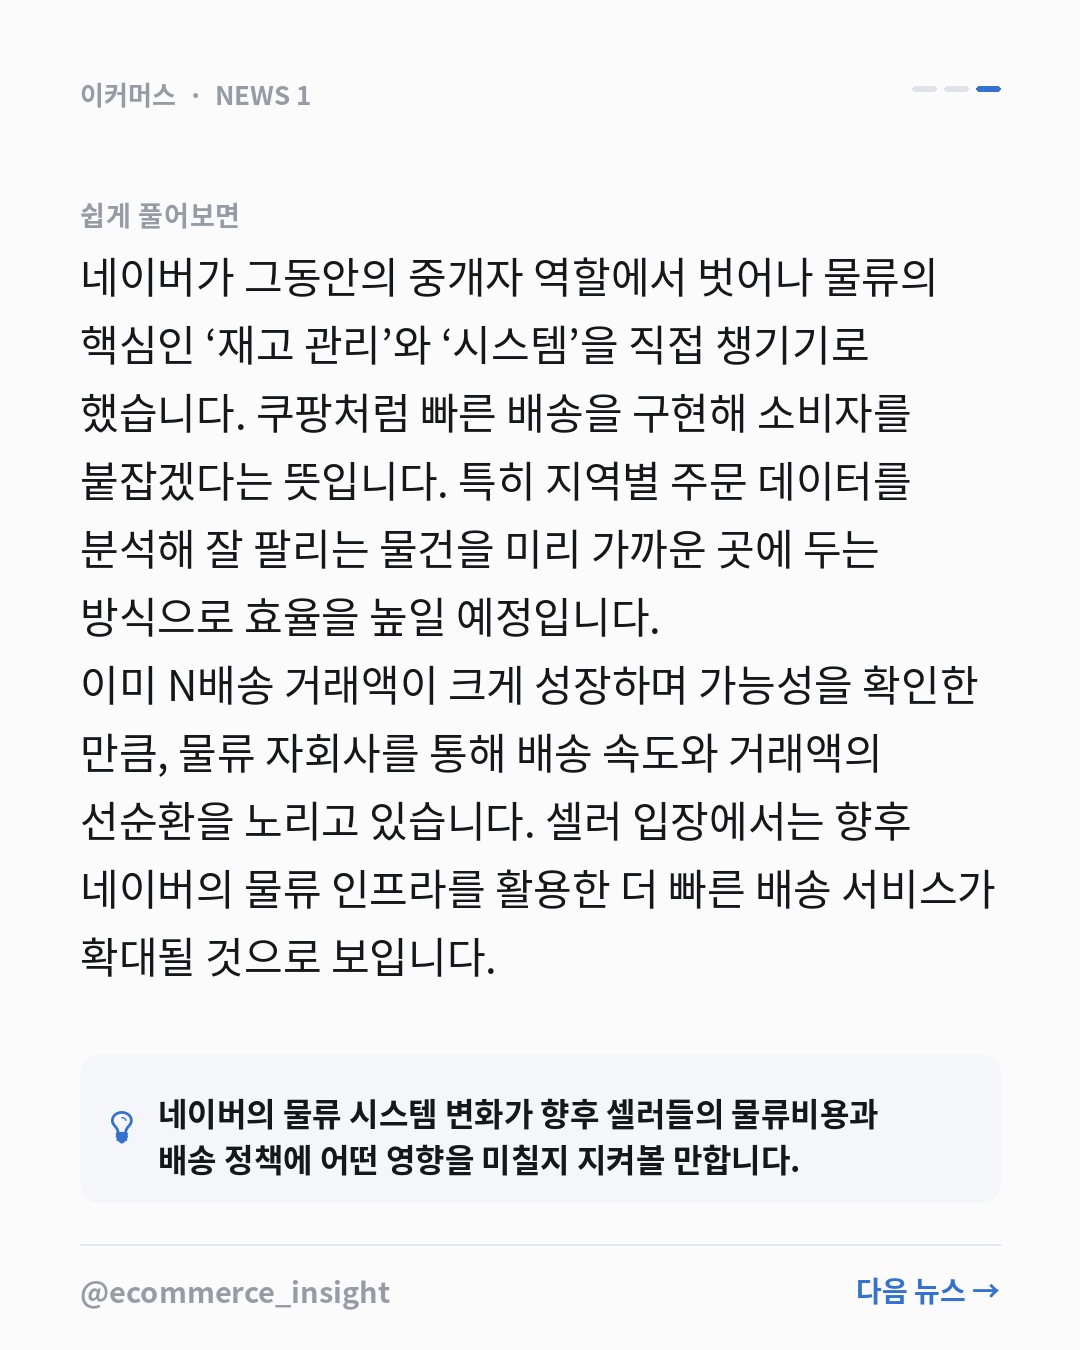 이커머스 · NEWS 1
쉽게 풀어보면
네이버가 그동안의 중개자 역할에서 벗어나 물류의
핵심인 ‘재고 관리’와 ‘시스템’을 직접 챙기기로
했습니다. 쿠팡처럼 빠른 배송을 구현해 소비자를
붙잡겠다는 뜻입니다. 특히 지역별 주문 데이터를
분석해 잘 팔리는 물건을 미리 가까운 곳에 두는
방식으로 효율을 높일 예정입니다.
이미 N배송 거래액이 크게 성장하며 가능성을 확인한
만큼, 물류 자회사를 통해 배송 속도와 거래액의
선순환을 노리고 있습니다. 셀러 입장에서는 향후
네이버의 물류 인프라를 활용한 더 빠른 배송 서비스가
확대될 것으로 보입니다.
네이버의 물류 시스템 변화가 향후 셀러들의 물류비용과
배송 정책에 어떤 영향을 미칠지 지켜볼 만합니다.
@ecommerce_insight
다음 뉴스 →